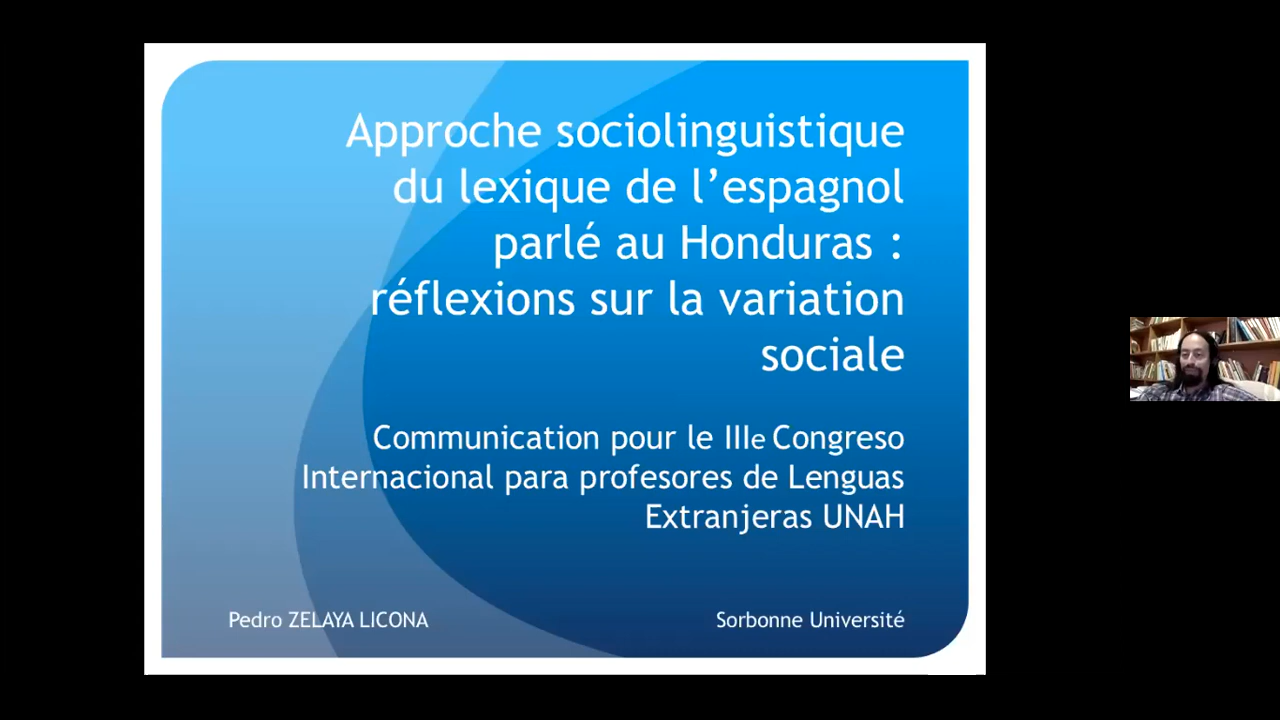 Approche sociolinguistique
du lexique de l’espagnol
parlé au Honduras :
réflexions sur la variation
sociale
Communication pour le IIIe Congreso
Internacional para profesores de Lenguas
Extranjeras UNAH
Pedro ZELAYA LICONA
Sorbonne Université